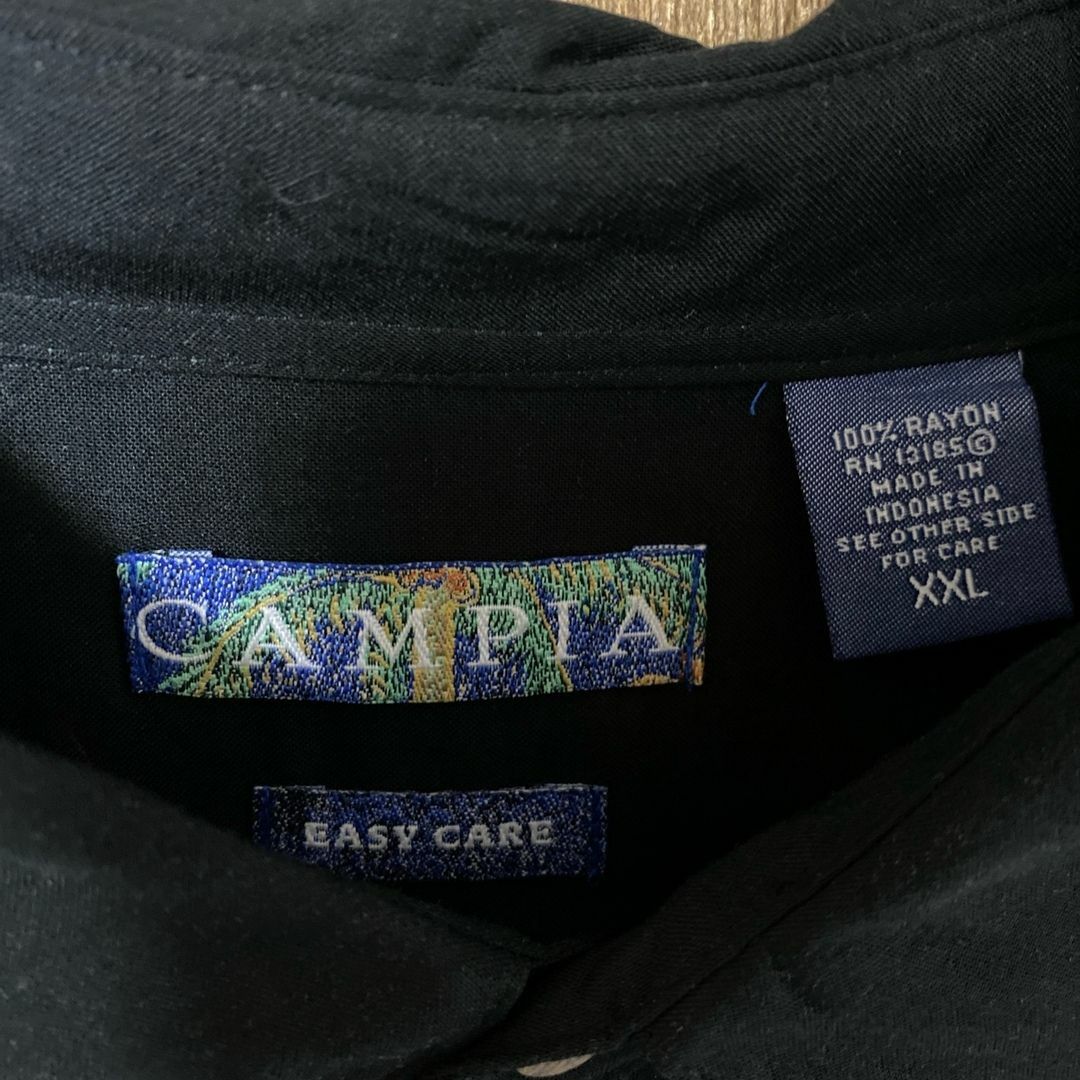 CAMPIA
EASY CARE
100% RAYON
RN 13185 ©
MADE IN
INDONESIA
SEE OTHER SIDE
FOR CARE
XXL